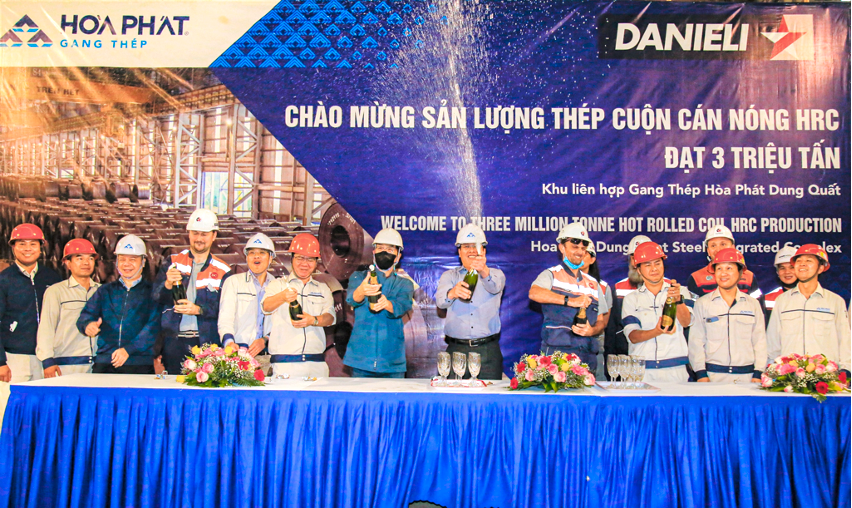 HÒA PHÁT
GANG THÉP
DANIELI
CHÀO MỪNG SẢN LƯỢNG THÉP CUỘN CÁN NÓNG HRC
ĐẠT 3 TRIỆU TẤN
Khu liên hợp Gang Thép Hòa Phát Dung Quất
WELCOME TO THREE MILLION TONNE HOT ROLLED COIL HRC PRODUCTION
Hoa Dung Steel Complex